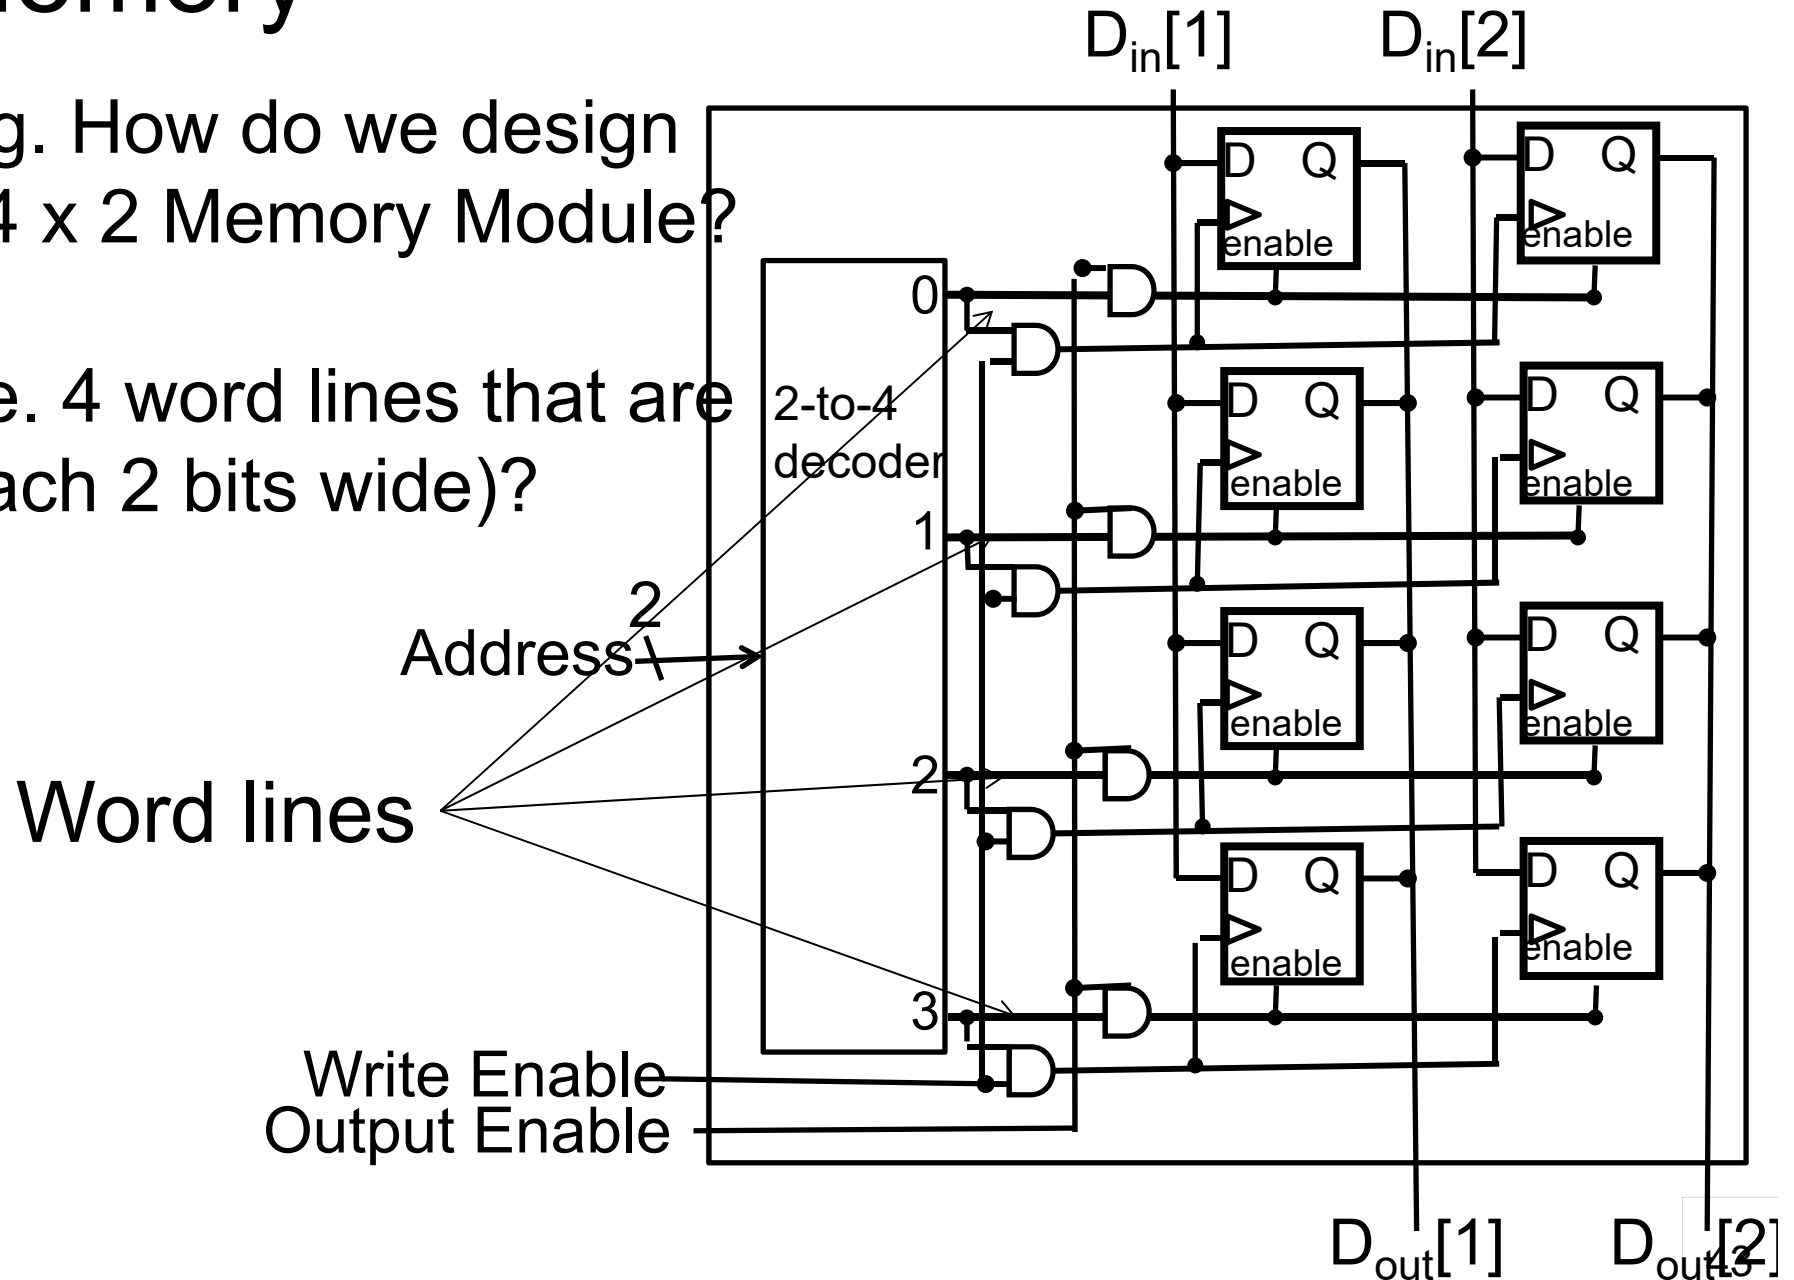 emory
g. How do we design
4 x 2 Memory Module?
e. 4 word lines that are
ach 2 bits wide)?
Din[1] Din[2]
D Q
enable
D Q
enable
0
2-to-4
decoder
D Q
enable
D Q
enable
1
2
Address
D Q
enable
D Q
enable
2
Word lines
D Q
enable
D Q
enable
3
Write Enable
Output Enable
Dout[1] Dout[2]
43